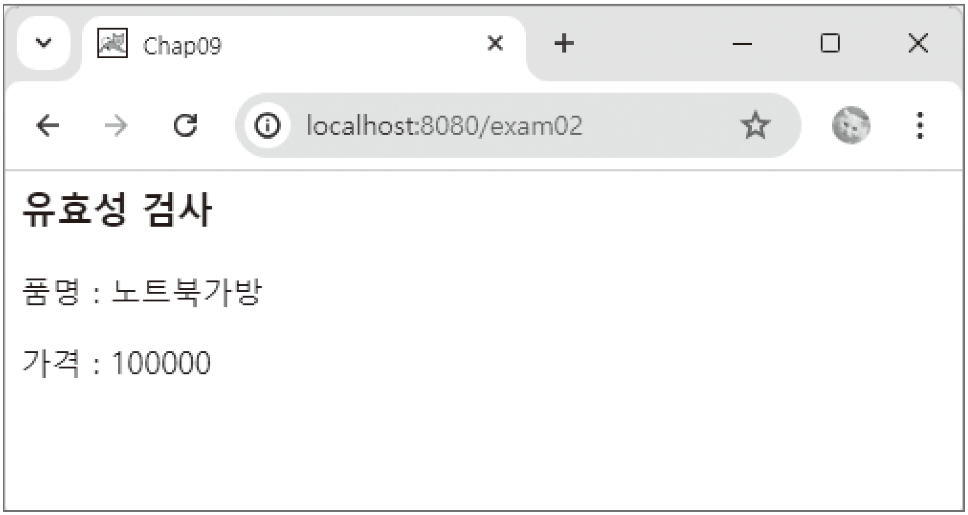 Chap09
localhost:8080/exam02
유효성 검사
품명 : 노트북가방
가격 : 100000